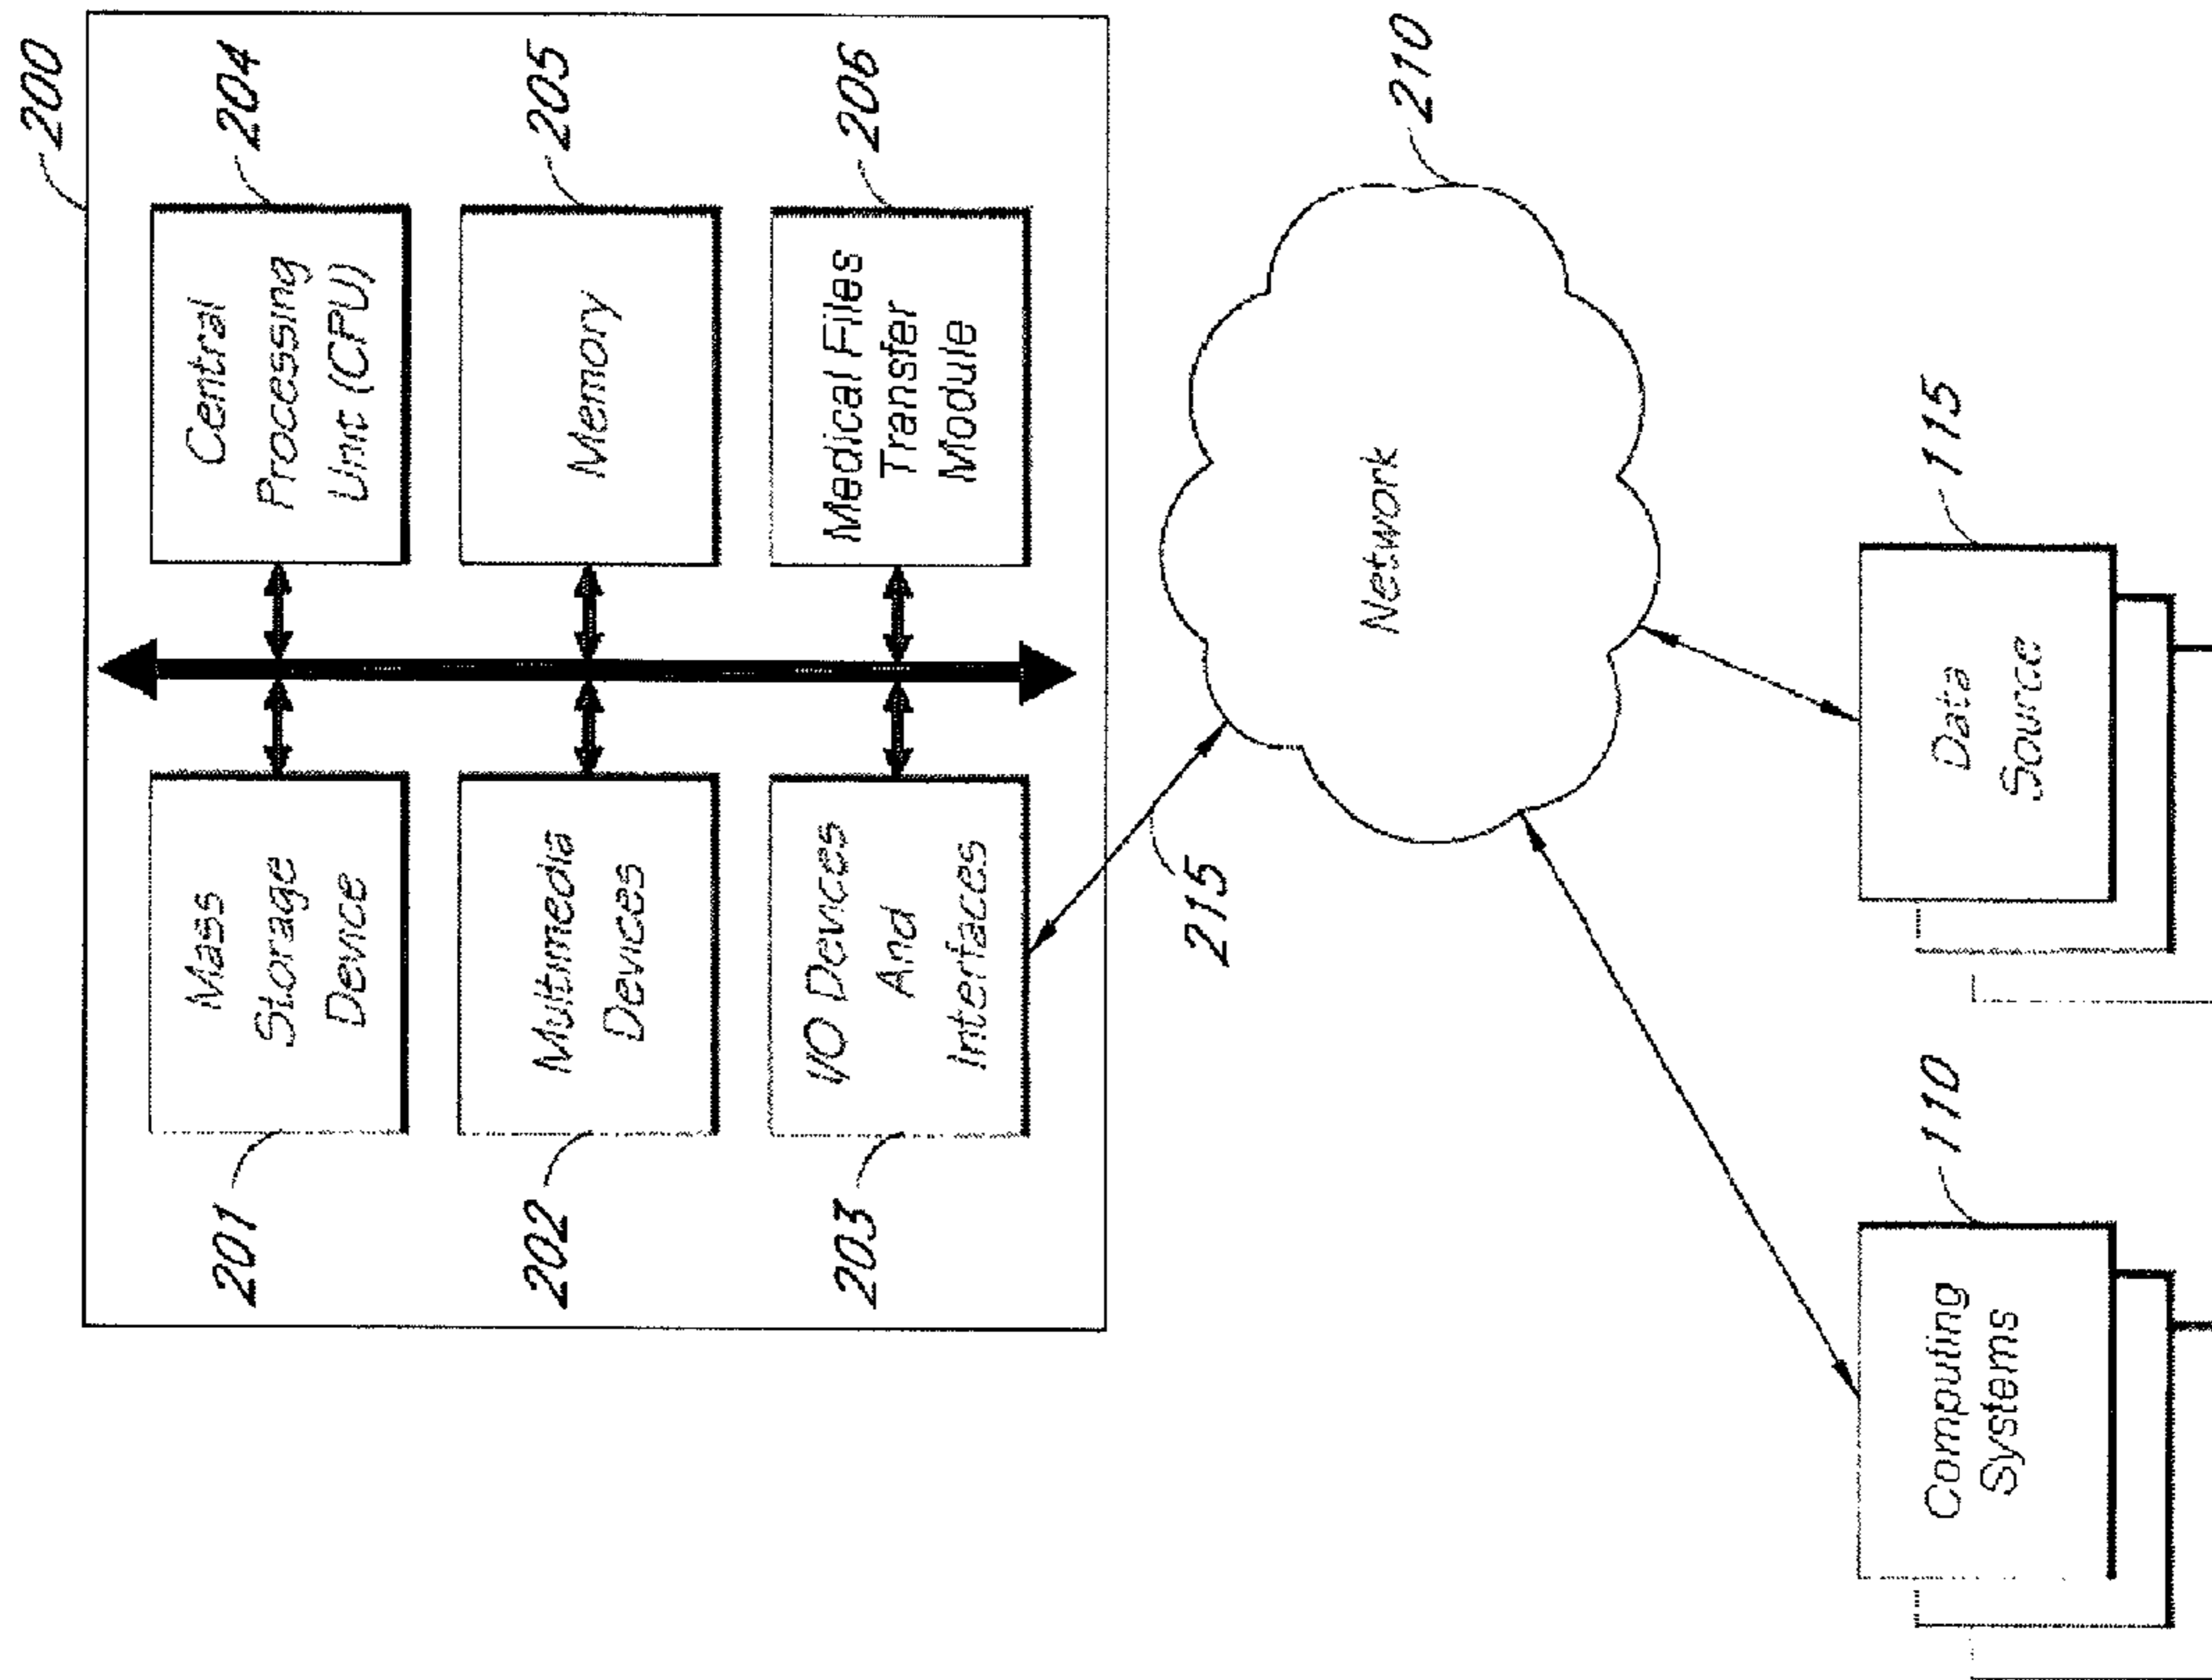 200
201
Mass
Storage
Device
Central
Processing
Unit (CPU)
204
202
Multimedia
Devices
Memory
205
203
I/O Devices
And
Interfaces
Medical Files
Transfer
Module
206
215
Network
210
Computing
Systems
110
Data
Source
115